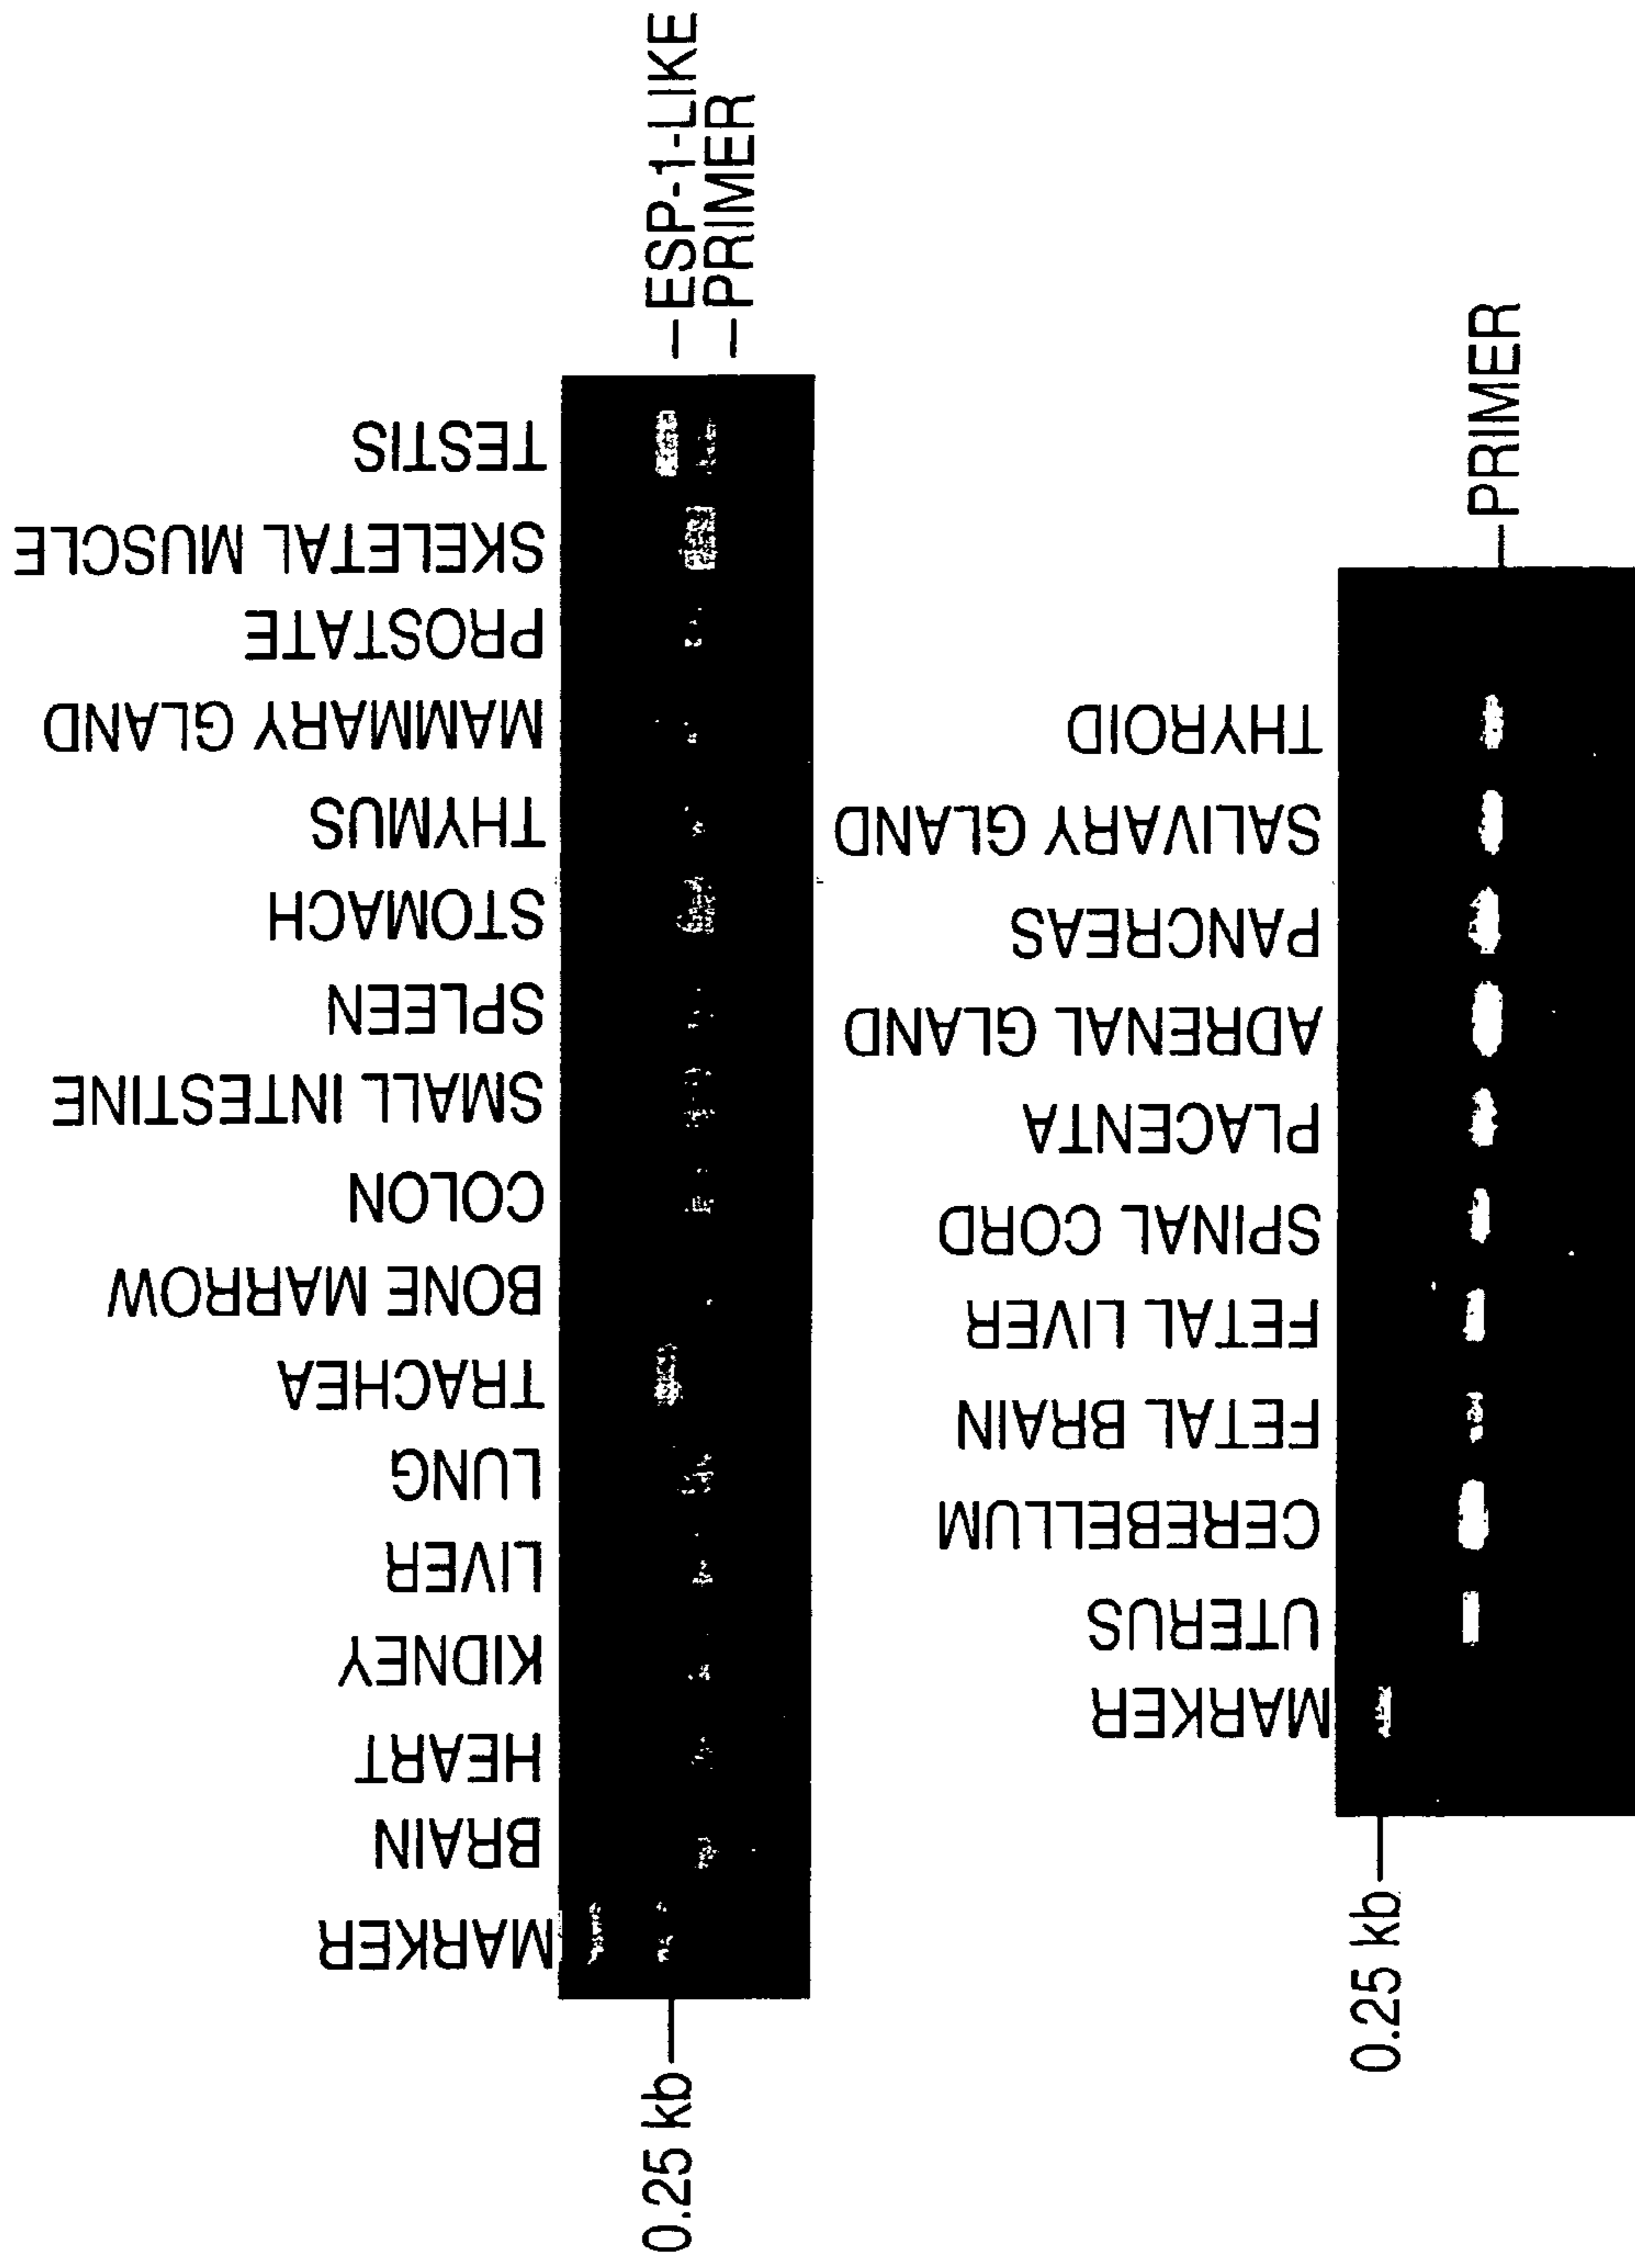 MARKER
BRAIN
HEART
KIDNEY
LIVER
LUNG
TRACHEA
BONE MARROW
COLON
SMALL INTESTINE
SPLEEN
STOMACH
THYMUS
MAMMARY GLAND
PROSTATE
SKELETAL MUSCLE
TESTIS
0.25 kb
ESP-1-LIKE
PRIMER
MARKER
UTERUS
CEREBELLUM
FETAL BRAIN
FETAL LIVER
SPINAL CORD
PLACENTA
ADRENAL GLAND
PANCREAS
SALIVARY GLAND
THYROID
0.25 kb
PRIMER